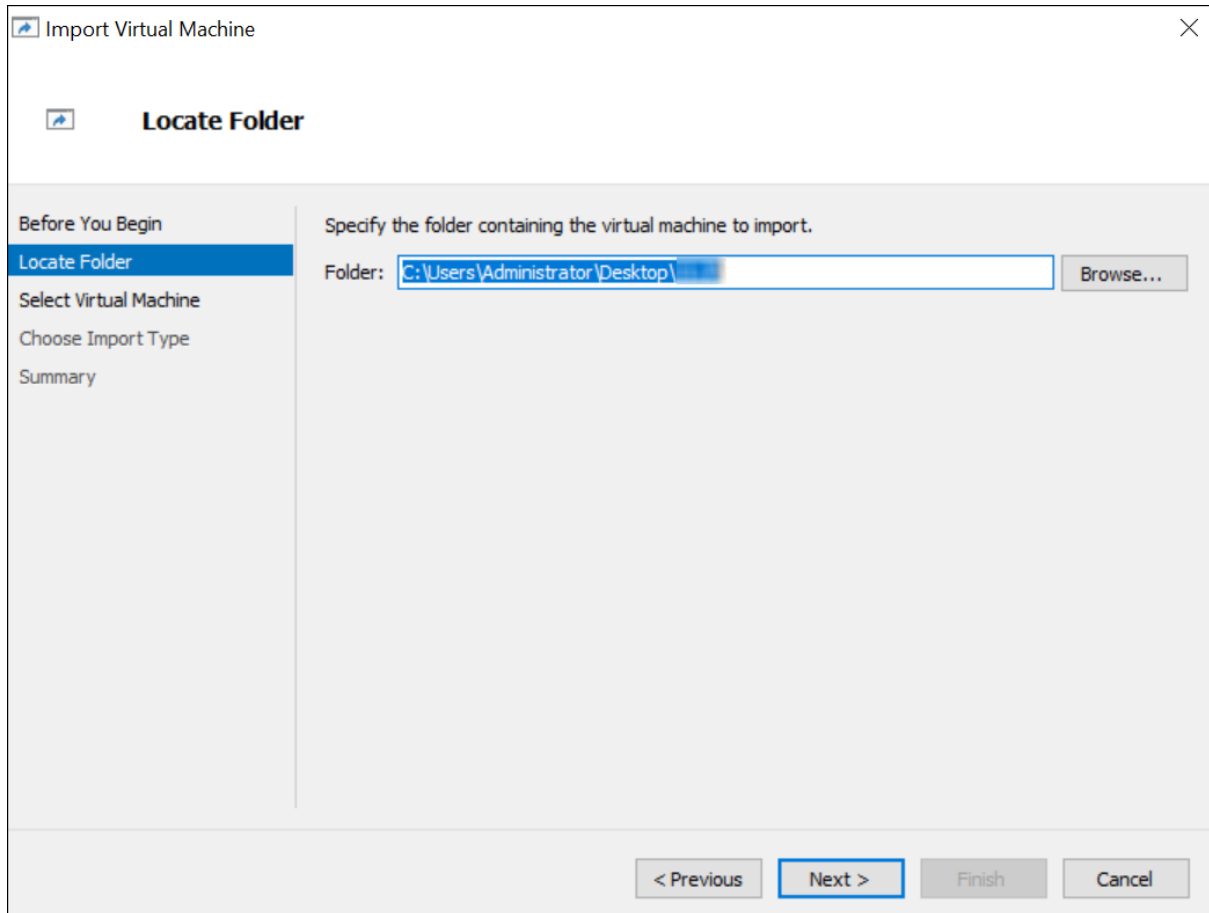 Import Virtual Machine
Locate Folder
Before You Begin
Locate Folder
Select Virtual Machine
Choose Import Type
Summary
Specify the folder containing the virtual machine to import.
Folder: C:\Users\Administrator\Desktop\
Browse...
< Previous Next > Finish Cancel